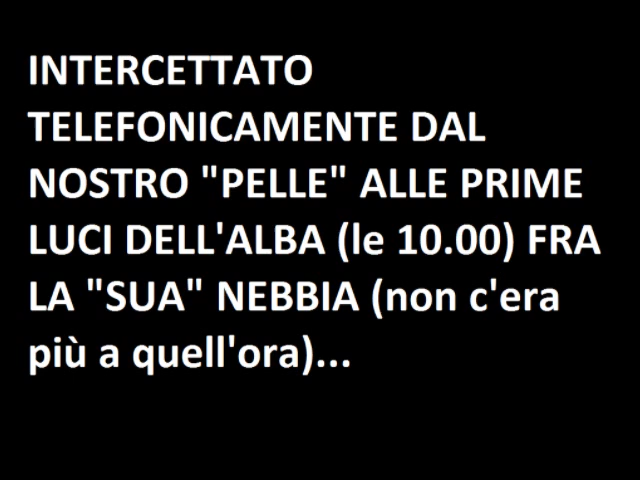 INTERCETTATO
TELEFONICAMENTE DAL
NOSTRO "PELLE" ALLE PRIME
LUCI DELL'ALBA (le 10.00) FRA
LA "SUA" NEBBIA (non c'era
più a quell'ora)...